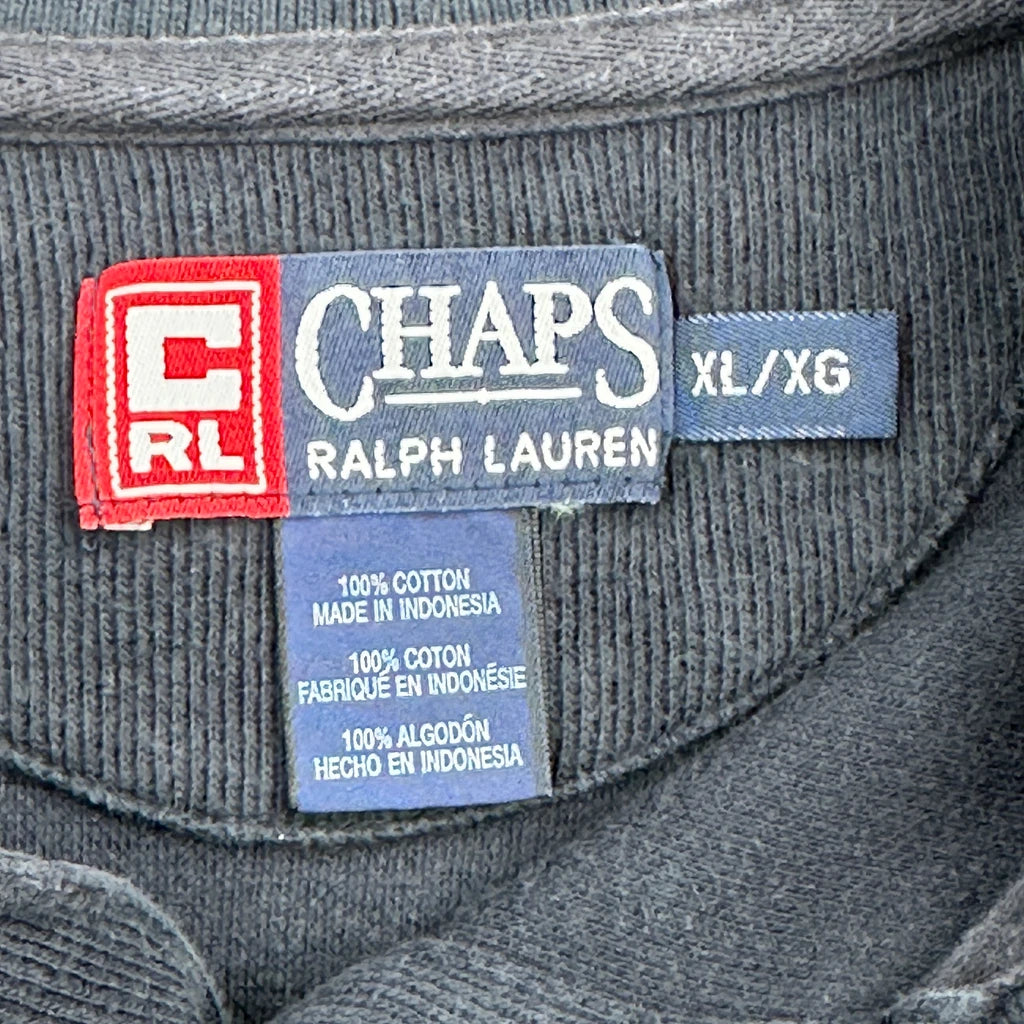 C
RL
CHAPS
RALPH LAUREN
XL/XG
100% COTTON
MADE IN INDONESIA
100% COTON
FABRIQUÉ EN INDONÉSIE
100% ALGODÓN
HECHO EN INDONESIA